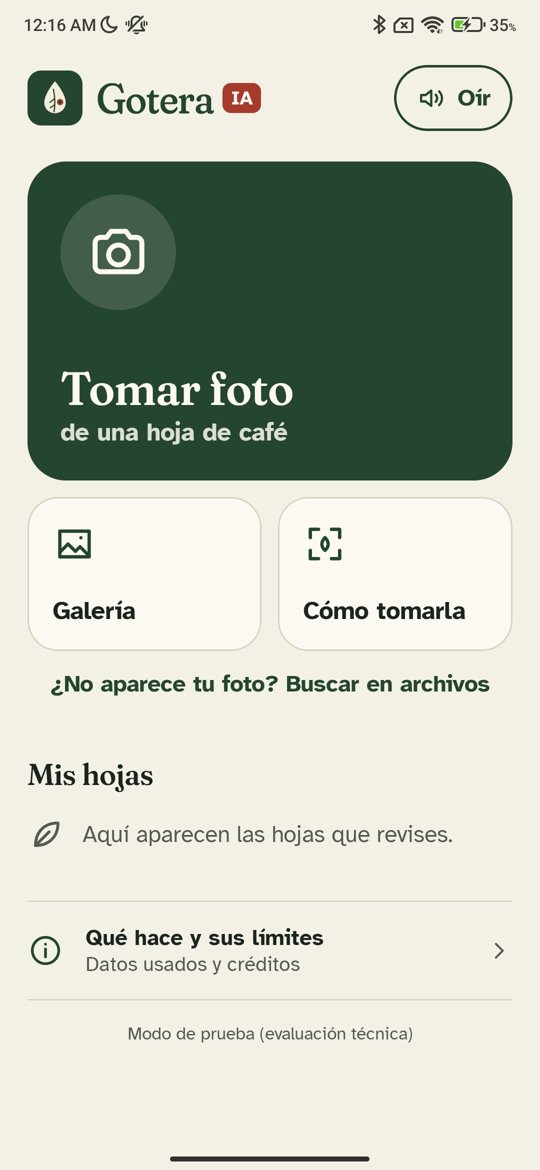 12:16 AM
35%
Gotera IA
Oír
Tomar foto
de una hoja de café
Galería
Cómo tomarla
¿No aparece tu foto? Buscar en archivos
Mis hojas
Aquí aparecen las hojas que revises.
Qué hace y sus límites
Datos usados y créditos
Modo de prueba (evaluación técnica)